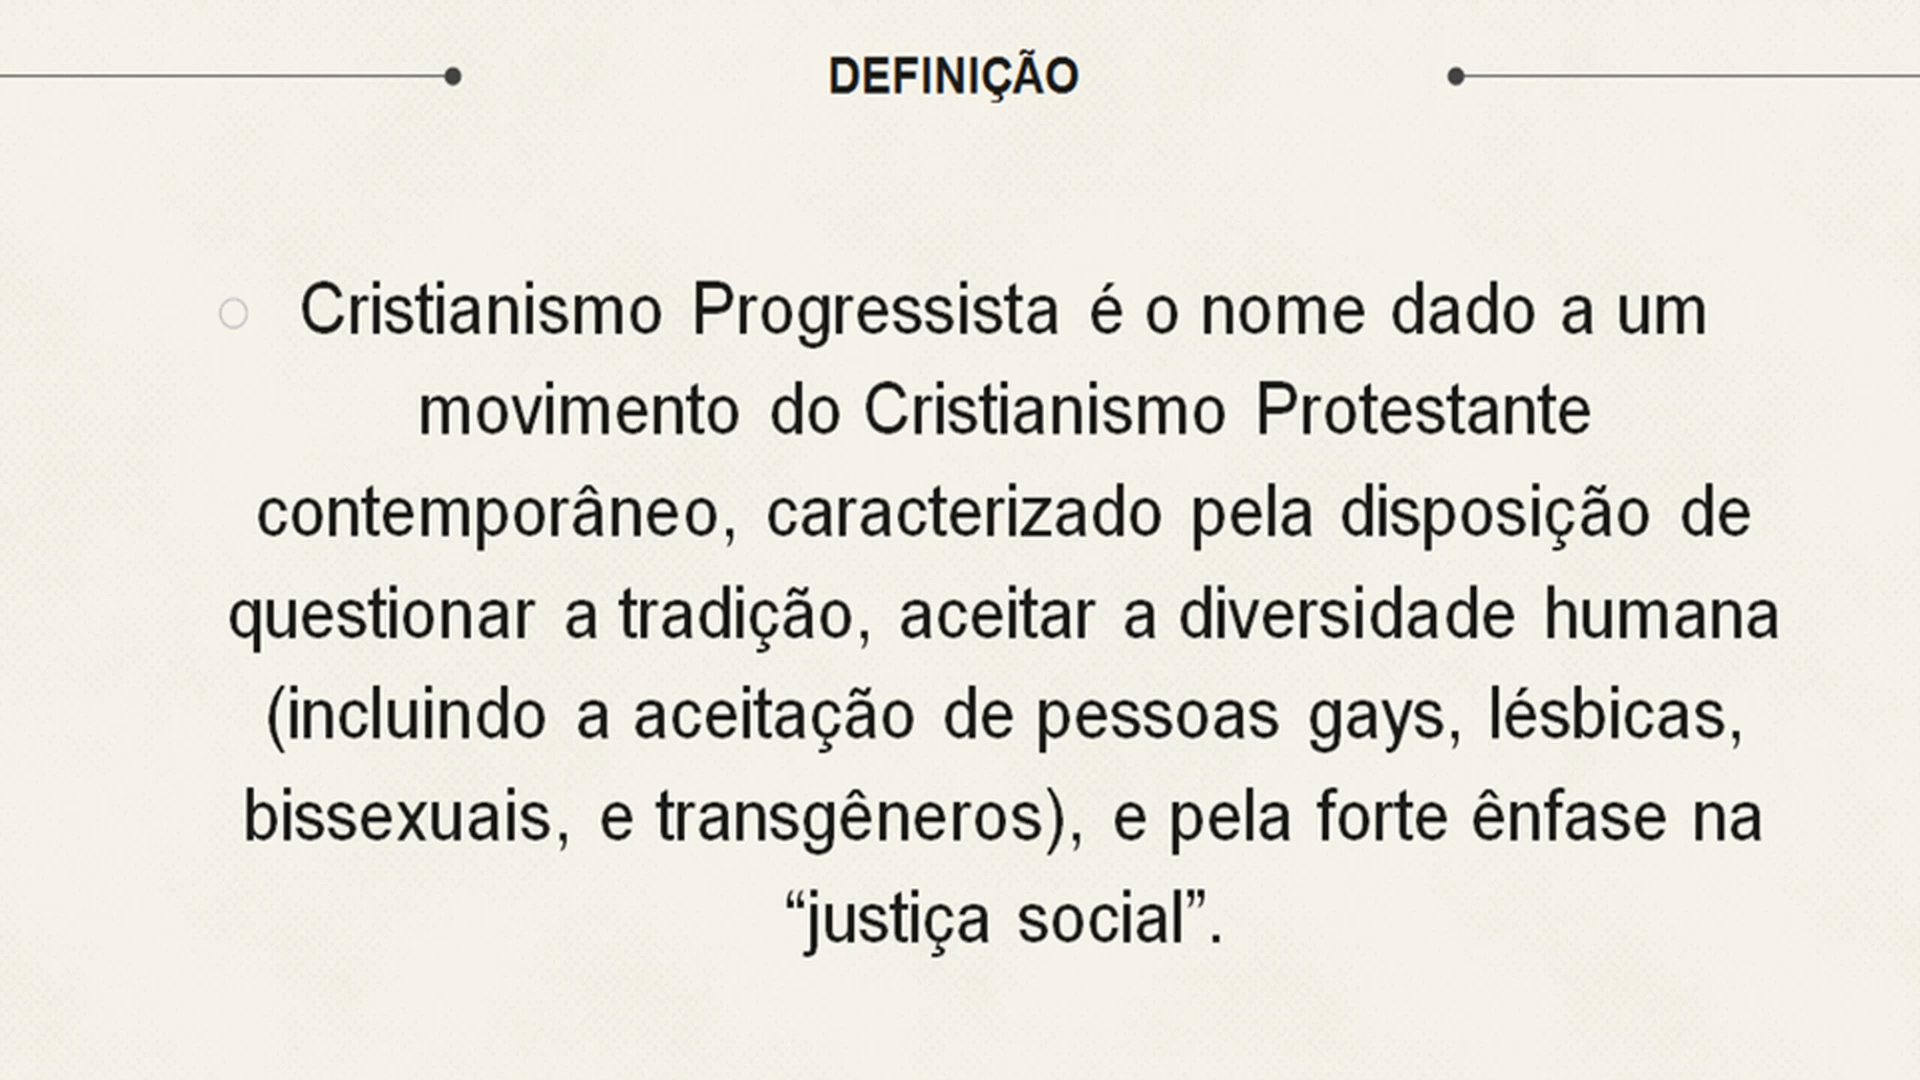 DEFINIÇÃO
Cristianismo Progressista é o nome dado a um
movimento do Cristianismo Protestante
contemporâneo, caracterizado pela disposição de
questionar a tradição, aceitar a diversidade humana
(incluindo a aceitação de pessoas gays, lésbicas,
bissexuais, e transgêneros), e pela forte ênfase na
“justiça social”.